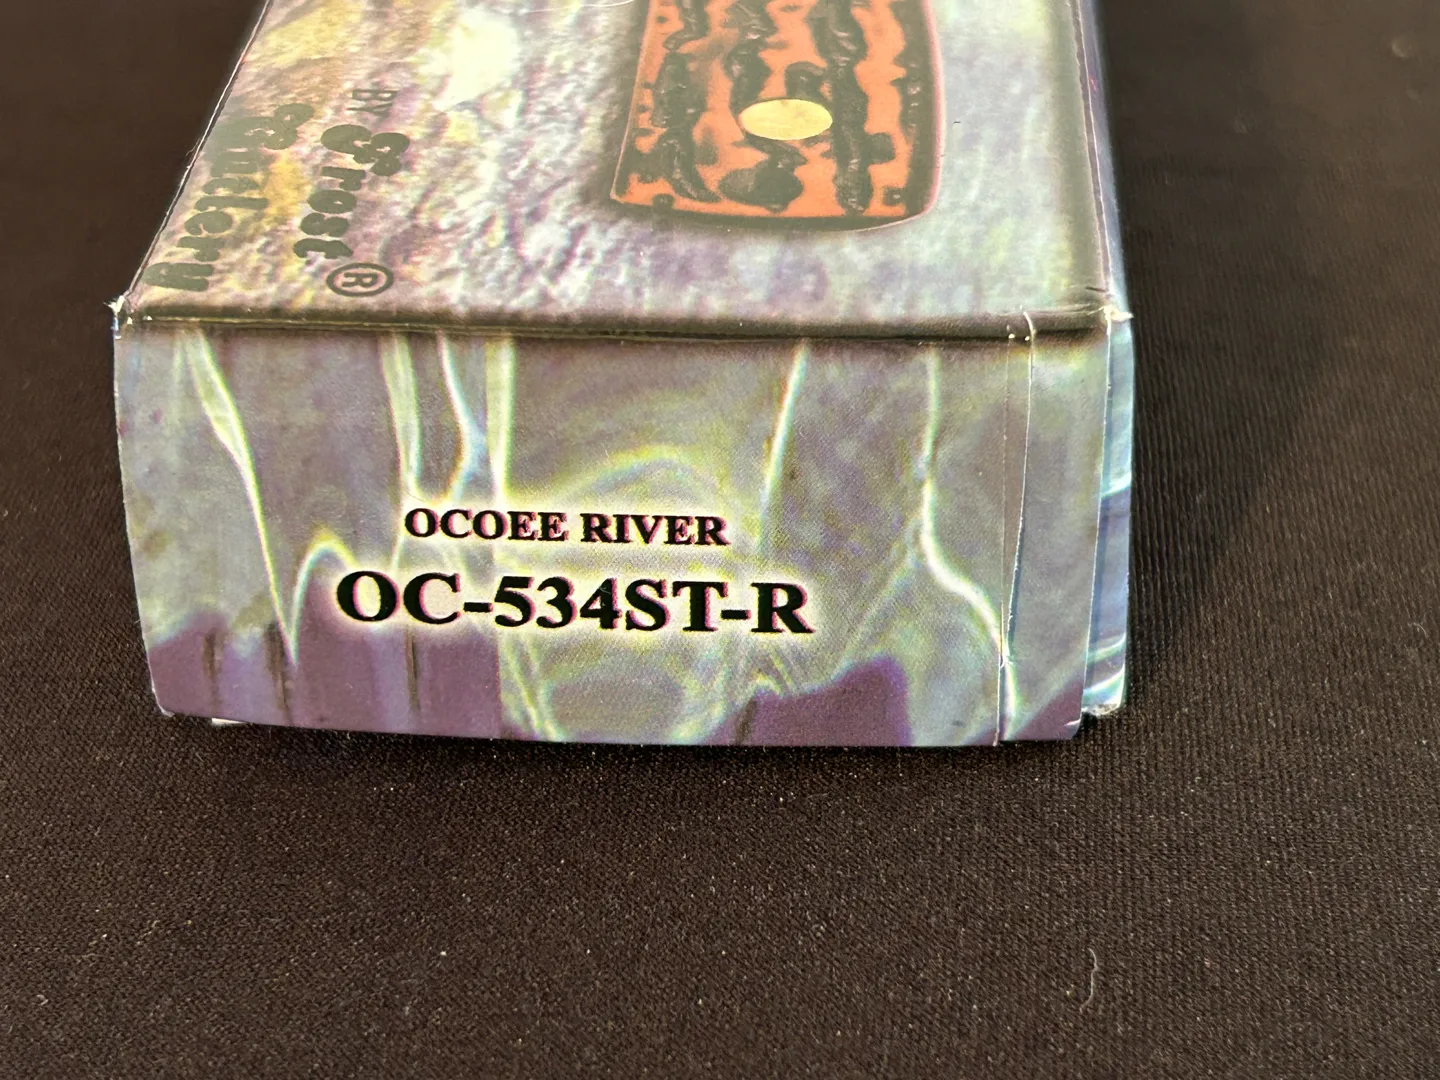 BY Frost®
Cutlery
OCOEE RIVER
OC-534ST-R